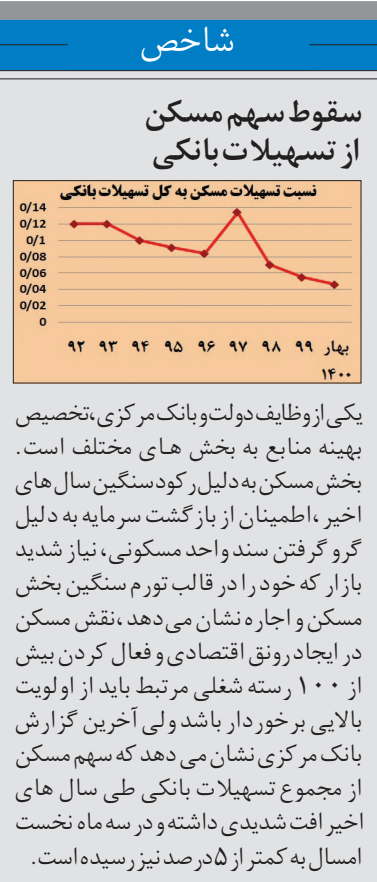 شاخص
سقوط سهم مسکن
از تسهیلات بانکی
نسبت تسهیلات مسکن به کل تسهیلات بانکی
0/14
0/12
0/1
0/08
0/06
0/04
0/02
0
۹۲ ۹۳ ۹۴ ۹۵ ۹۶ ۹۷ ۹۸ ۹۹ بهار
۱۴۰۰
یکی از وظایف دولت و بانک مرکزی، تخصیص
بهینه منابع به بخش های مختلف است.
بخش مسکن به دلیل رکود سنگین سال های
اخیر ،اطمینان از بازگشت سرمایه به دلیل
گرو گرفتن سند واحد مسکونی، نیاز شدید
بازار که خود را در قالب تورم سنگین بخش
مسکن و اجاره نشان می دهد ،نقش مسکن
در ایجاد رونق اقتصادی و فعال کردن بیش
از ۱۰۰ رسته شغلی مرتبط باید از اولویت
بالایی برخوردار باشد ولی آخرین گزارش
بانک مرکزی نشان می دهد که سهم مسکن
از مجموع تسهیلات بانکی طی سال های
اخیر افت شدیدی داشته و در سه ماه نخست
امسال به کمتر از ۵درصد نیز رسیده است.